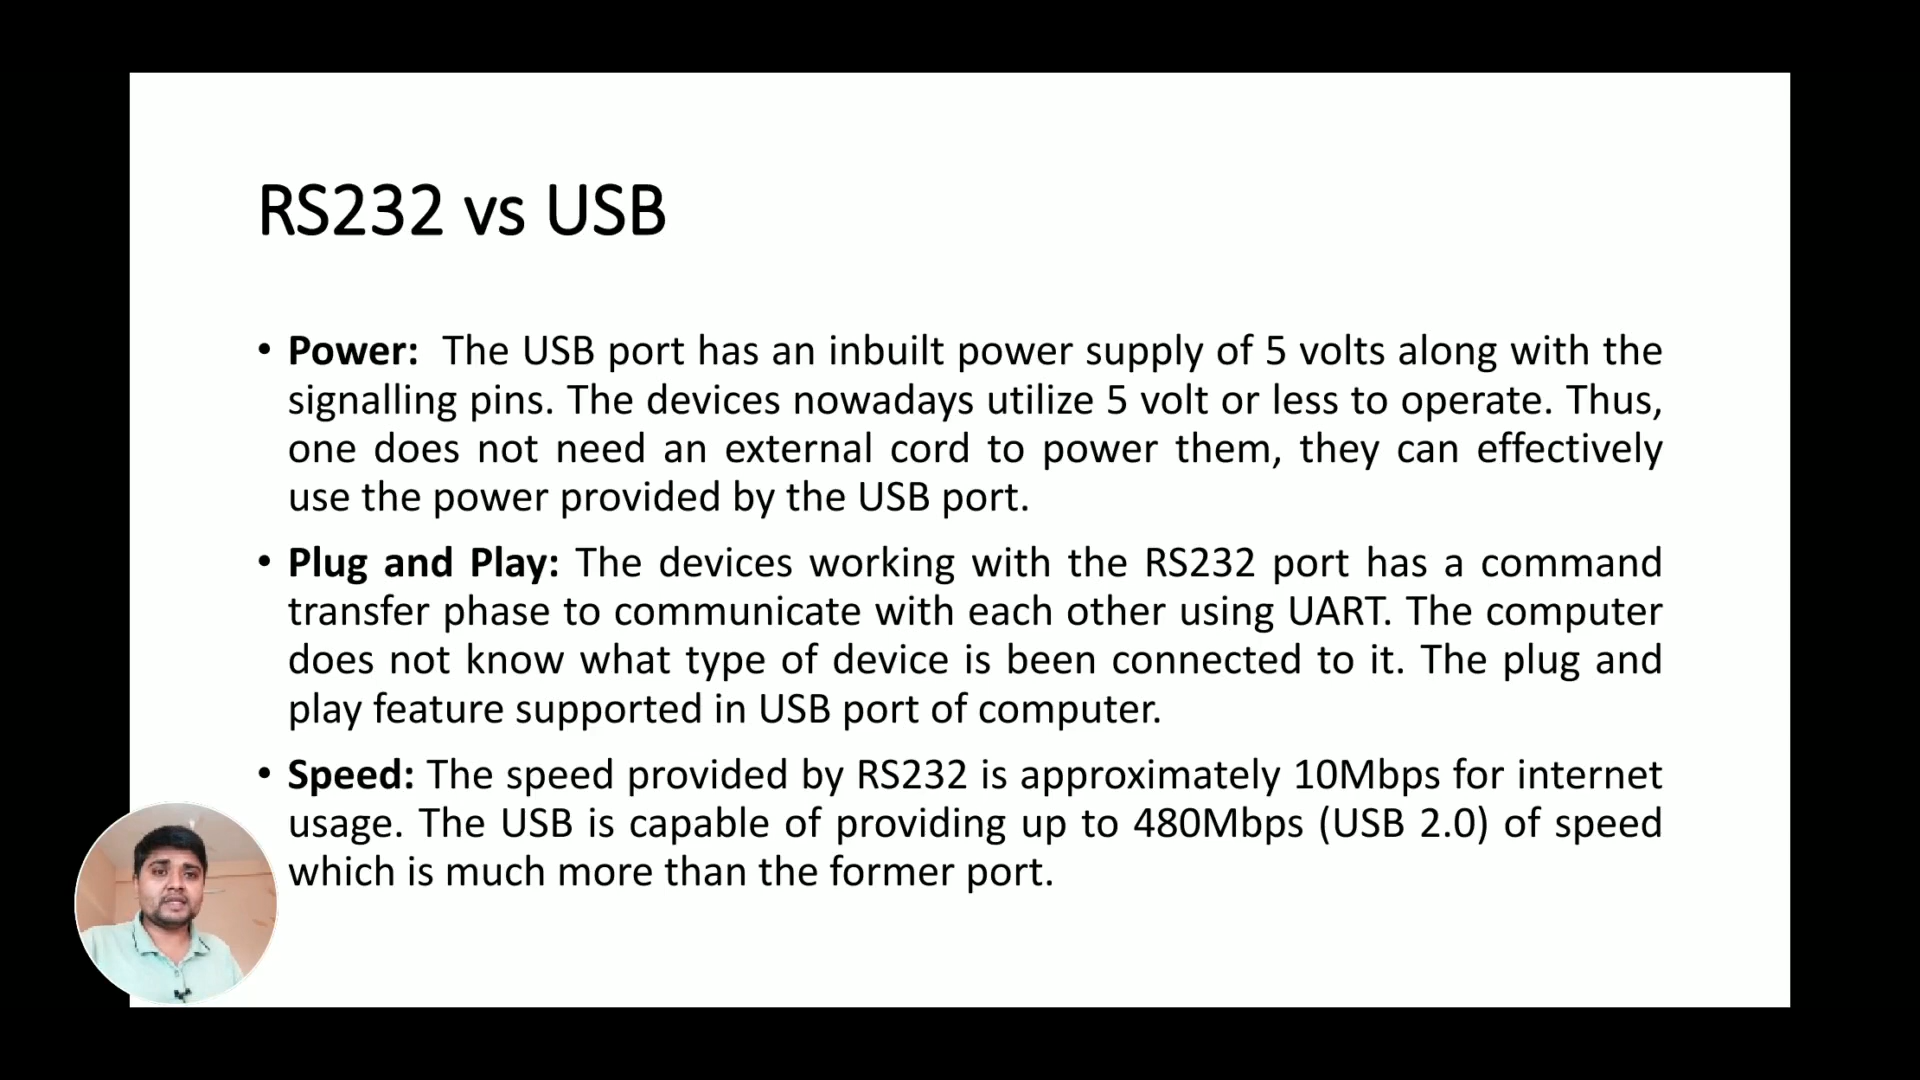 RS232 vs USB
• Power: The USB port has an inbuilt power supply of 5 volts along with the
signalling pins. The devices nowadays utilize 5 volt or less to operate. Thus,
one does not need an external cord to power them, they can effectively
use the power provided by the USB port.
• Plug and Play: The devices working with the RS232 port has a command
transfer phase to communicate with each other using UART. The computer
does not know what type of device is been connected to it. The plug and
play feature supported in USB port of computer.
• Speed: The speed provided by RS232 is approximately 10Mbps for internet
usage. The USB is capable of providing up to 480Mbps (USB 2.0) of speed
which is much more than the former port.